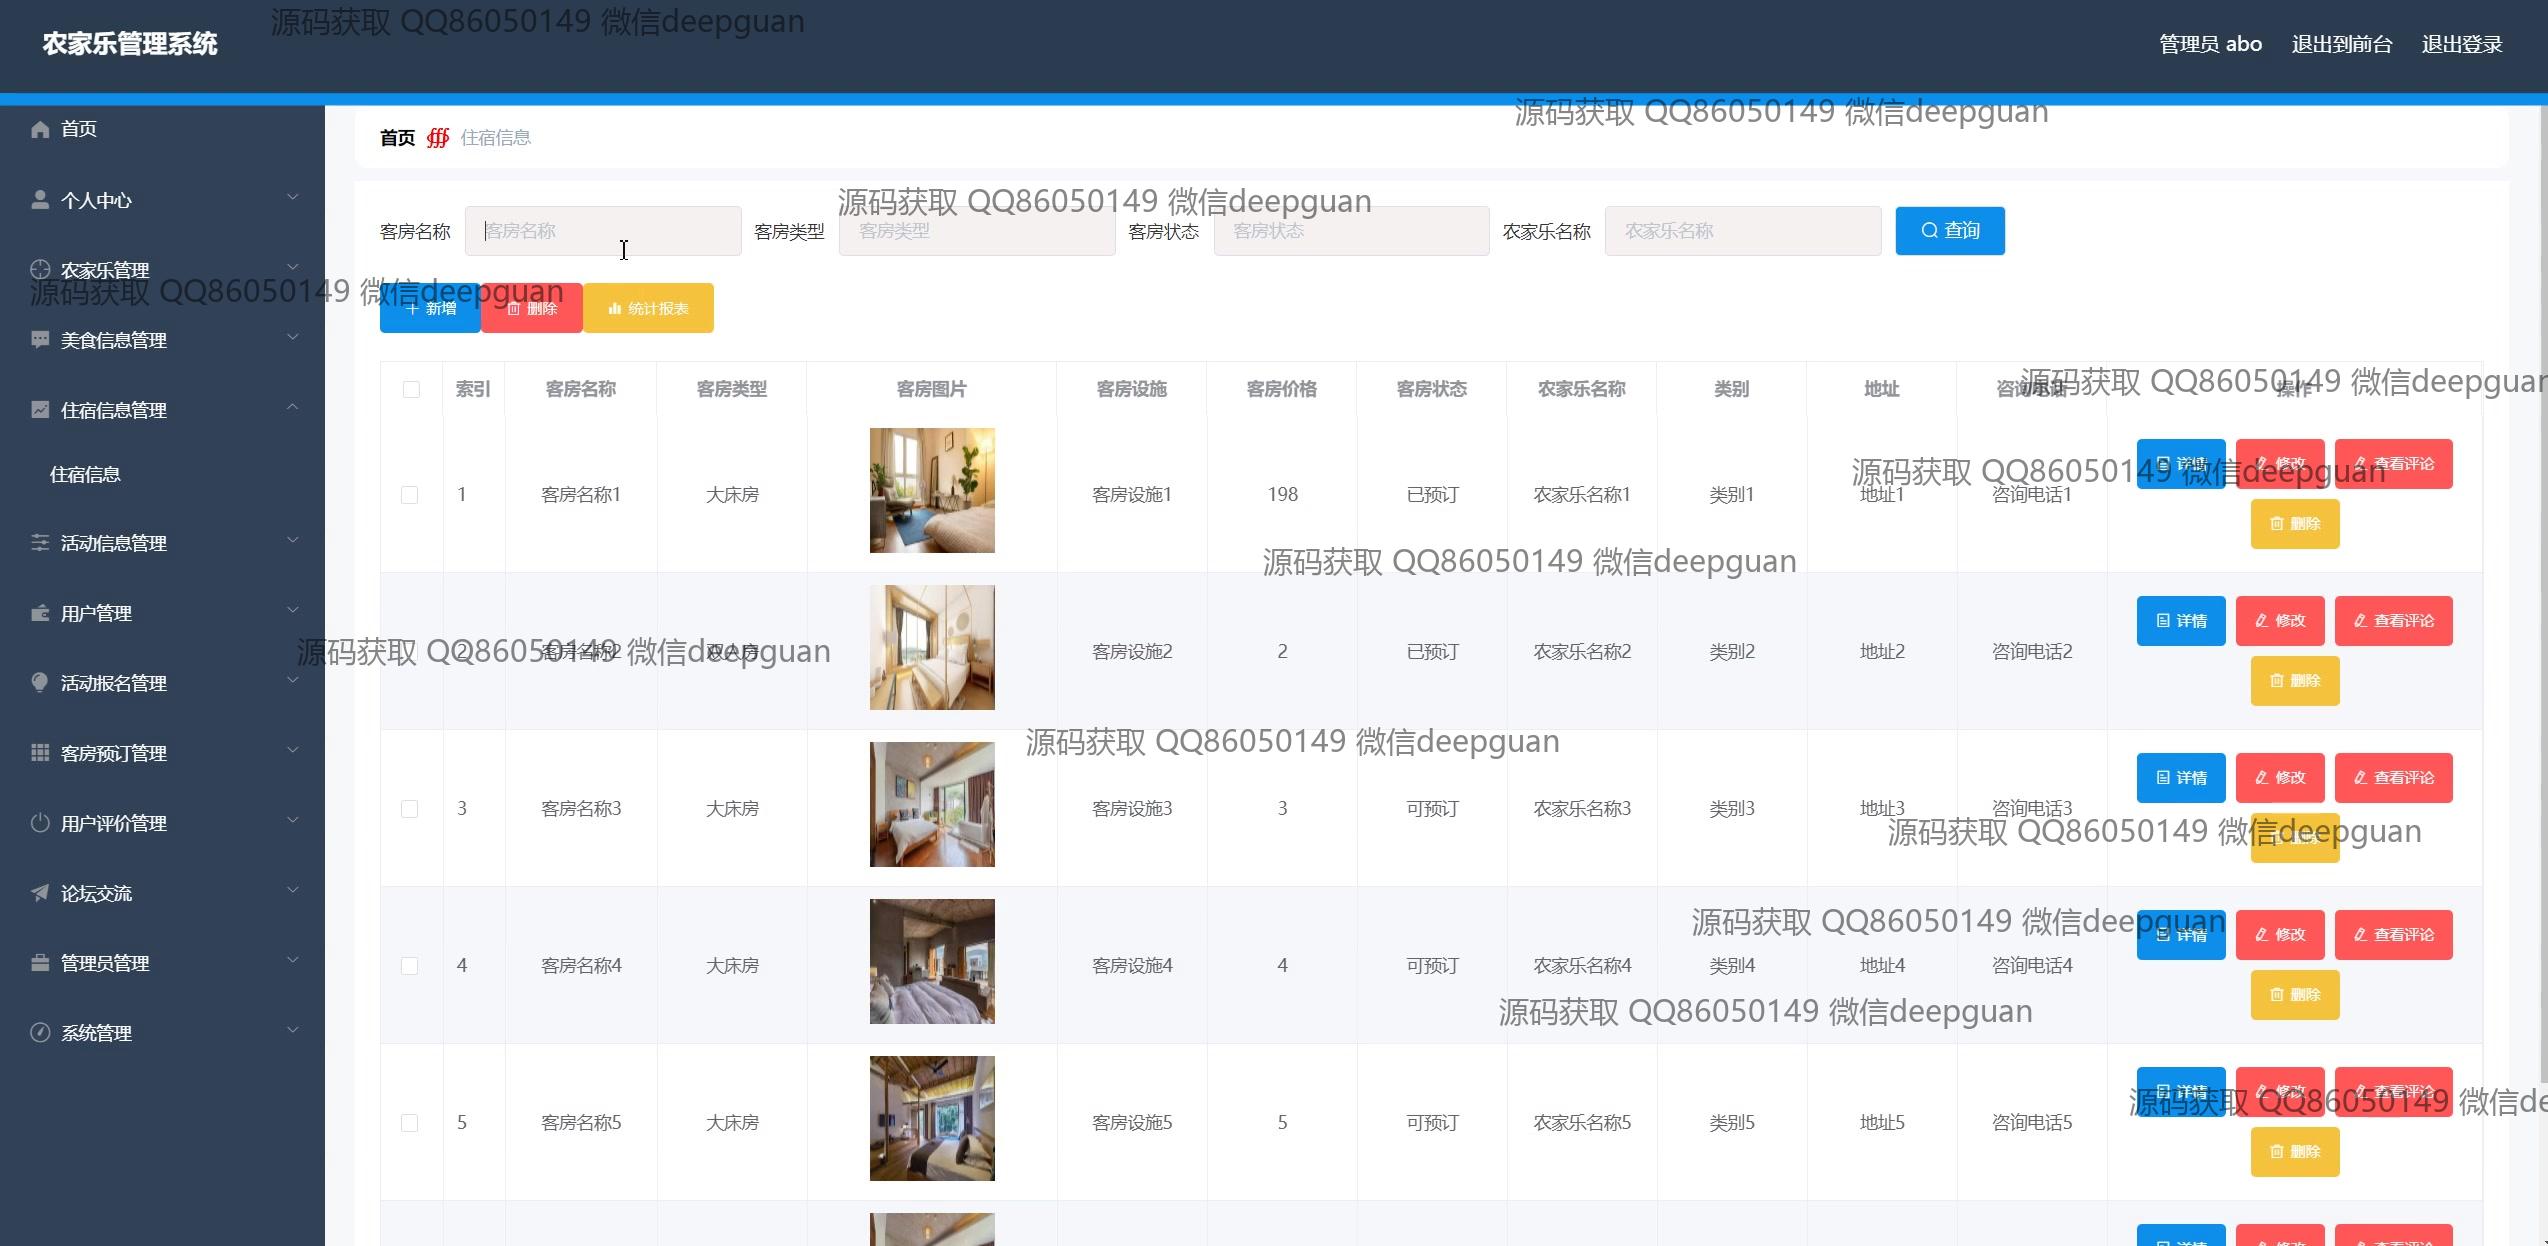 农家乐管理系统
源码获取 QQ86050149 微信deepguan
管理员 abo 退出到前台 退出登录
首页
个人中心
农家乐管理
美食信息管理
住宿信息管理
住宿信息
活动信息管理
用户管理
活动报名管理
客房预订管理
用户评价管理
论坛交流
管理员管理
系统管理
源码获取 QQ86050149 微信deepguan
首页 住宿信息
源码获取 QQ86050149 微信deepguan
客房名称 客房名称 客房类型 客房类型 客房状态 客房状态 农家乐名称 农家乐名称 查询
源码获取 QQ86050149 微信deepguan
新增 删除 统计报表
源码获取 QQ86050149 微信deepguan
索引 客房名称 客房类型 客房图片 客房设施 客房价格 客房状态 农家乐名称 类别 地址 咨询电话 操作
源码获取 QQ86050149 微信deepguan
1 客房名称1 大床房 客房设施1 198 已预订 农家乐名称1 类别1 地址1 咨询电话1 详情 修改 查看评论
删除
源码获取 QQ86050149 微信deepguan
源码获取 QQ86050149 微信deepguan
2 客房名称2 双人房 客房设施2 2 已预订 农家乐名称2 类别2 地址2 咨询电话2 详情 修改 查看评论
删除
源码获取 QQ86050149 微信deepguan
3 客房名称3 大床房 客房设施3 3 可预订 农家乐名称3 类别3 地址3 咨询电话3 详情 修改 查看评论
删除
源码获取 QQ86050149 微信deepguan
源码获取 QQ86050149 微信deepguan
4 客房名称4 大床房 客房设施4 4 可预订 农家乐名称4 类别4 地址4 咨询电话4 详情 修改 查看评论
删除
源码获取 QQ86050149 微信deepguan
5 客房名称5 大床房 客房设施5 5 可预订 农家乐名称5 类别5 地址5 咨询电话5 详情 修改 查看评论
源码获取 QQ86050149 微信de
删除
详情 修改 查看评论